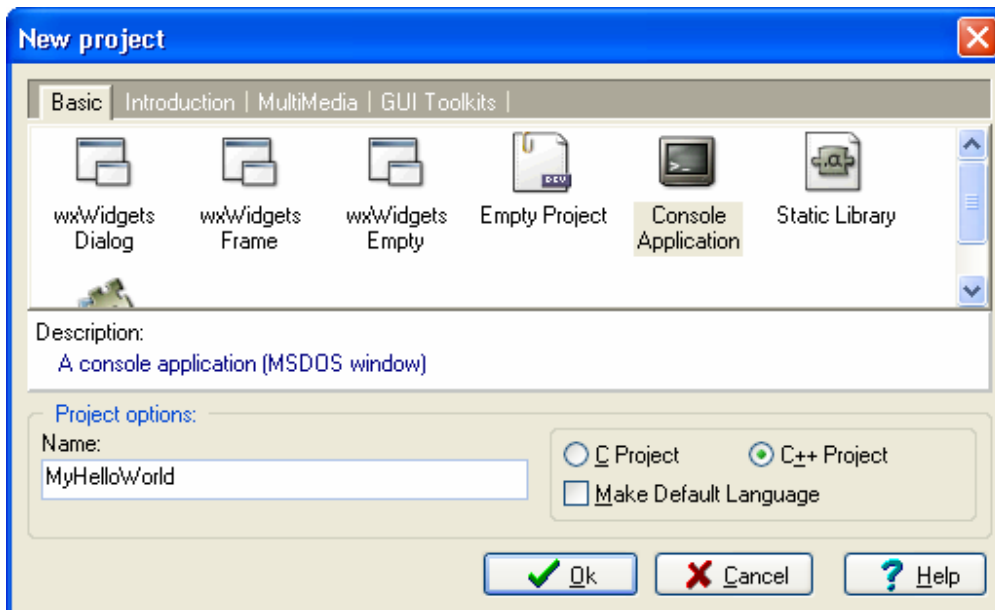 New project
Basic Introduction | MultiMedia | GUI Toolkits |
wxWidgets Dialog
wxWidgets Frame
wxWidgets Empty
DEV
Empty Project
>_
Console Application
.a
Static Library
Description:
A console application (MSDOS window)
Project options:
Name:
MyHelloWorld
C Project
C++ Project
Make Default Language
Ok
Cancel
? Help